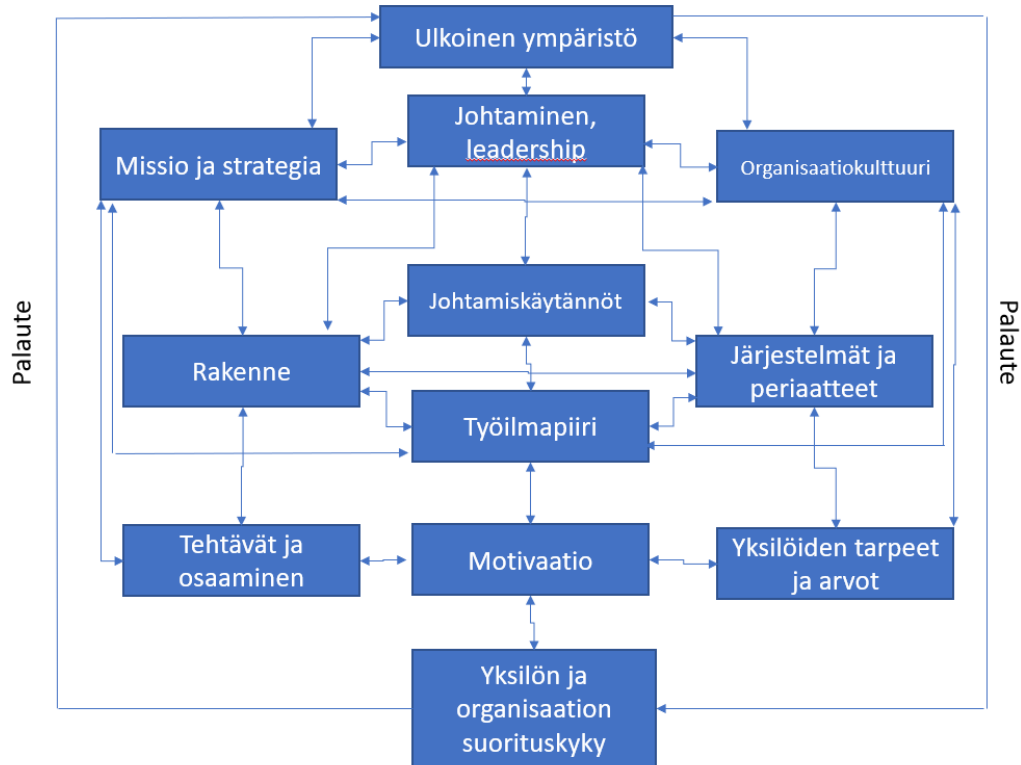 Ulkoinen ympäristö
Johtaminen,
leadership
Missio ja strategia
Organisaatiokulttuuri
Johtamiskäytännöt
Palaute
Palaute
Rakenne
Järjestelmät ja
periaatteet
Työilmapiiri
Tehtävät ja
osaaminen
Motivaatio
Yksilöiden tarpeet
ja arvot
Yksilön ja
organisaation
suorituskyky